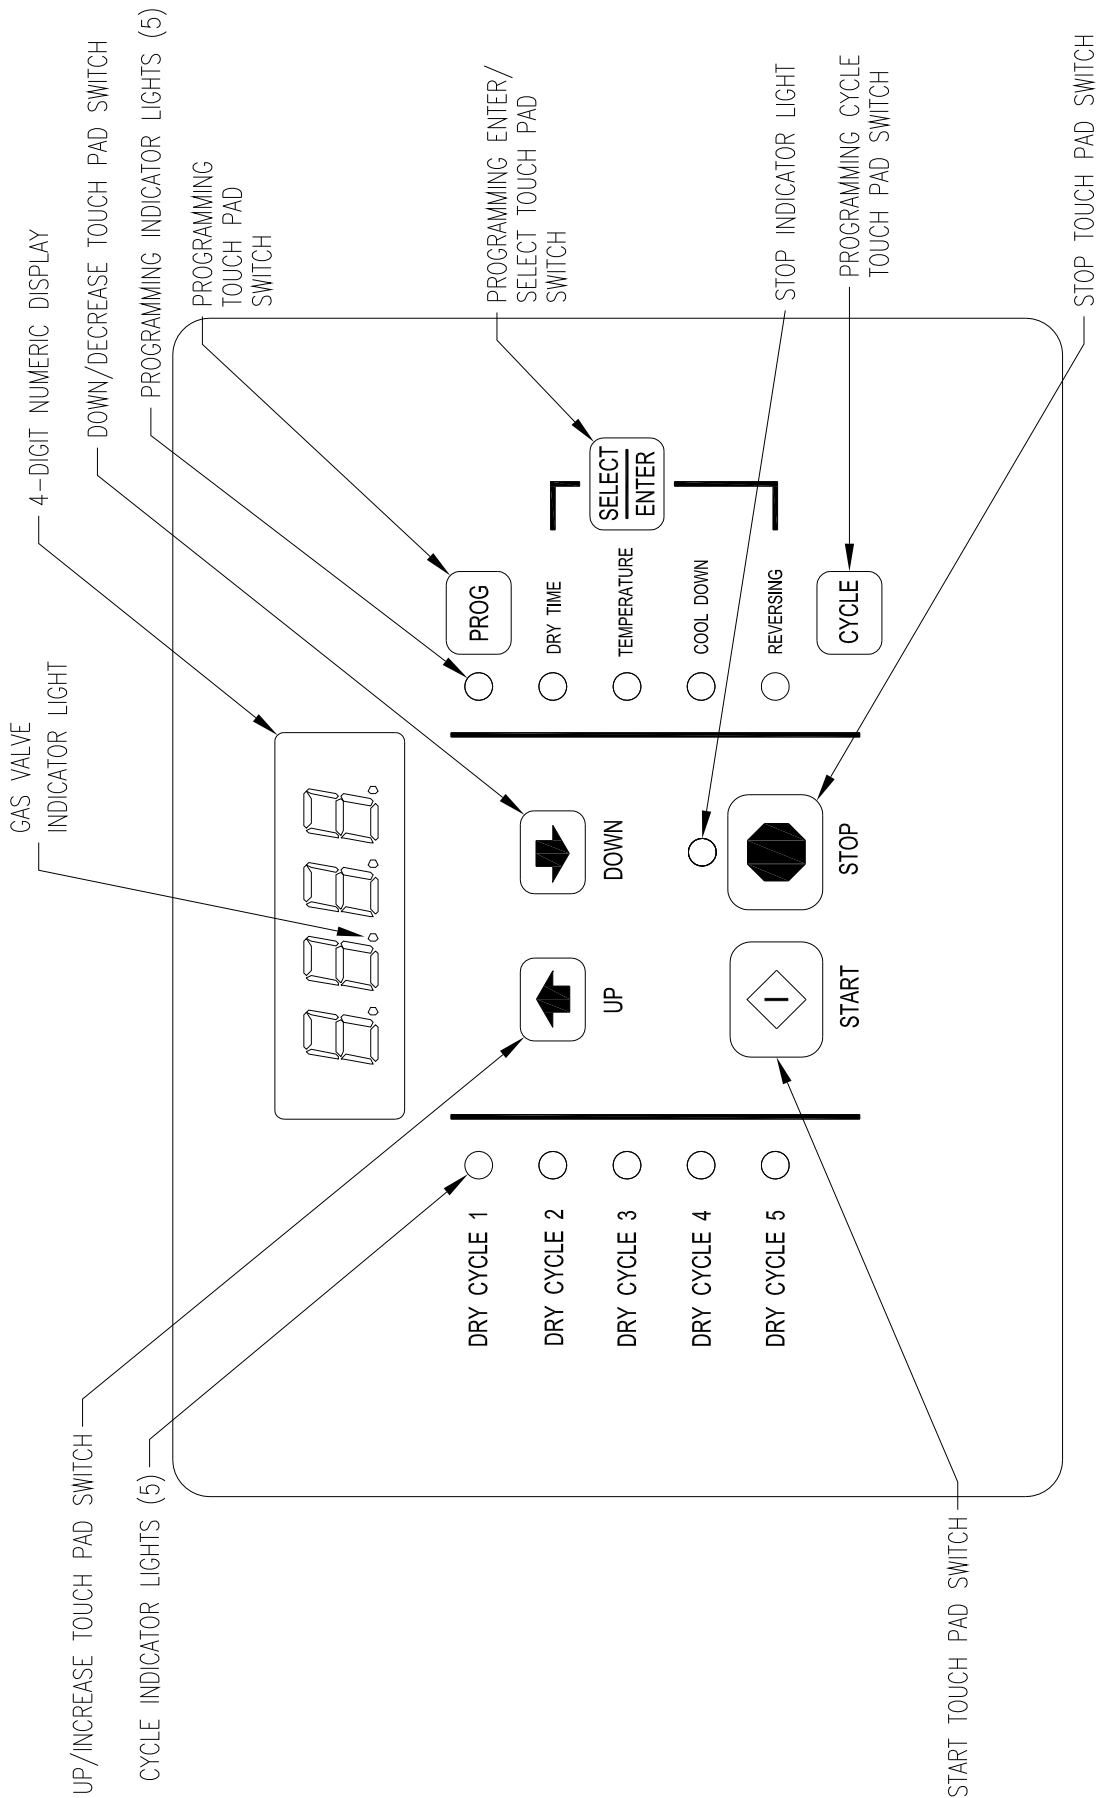 GAS VALVE
INDICATOR LIGHT
4-DIGIT NUMERIC DISPLAY
UP/INCREASE TOUCH PAD SWITCH
DOWN/DECREASE TOUCH PAD SWITCH
CYCLE INDICATOR LIGHTS (5)
PROGRAMMING INDICATOR LIGHTS (5)
PROGRAMMING
TOUCH PAD
SWITCH
PROGRAMMING ENTER/
SELECT TOUCH PAD
SWITCH
STOP INDICATOR LIGHT
PROGRAMMING CYCLE
TOUCH PAD SWITCH
START TOUCH PAD SWITCH
STOP TOUCH PAD SWITCH
DRY CYCLE 1
DRY CYCLE 2
DRY CYCLE 3
DRY CYCLE 4
DRY CYCLE 5
8.8.8.8.
UP
DOWN
START
STOP
PROG
DRY TIME
TEMPERATURE
COOL DOWN
REVERSING
SELECT
ENTER
CYCLE